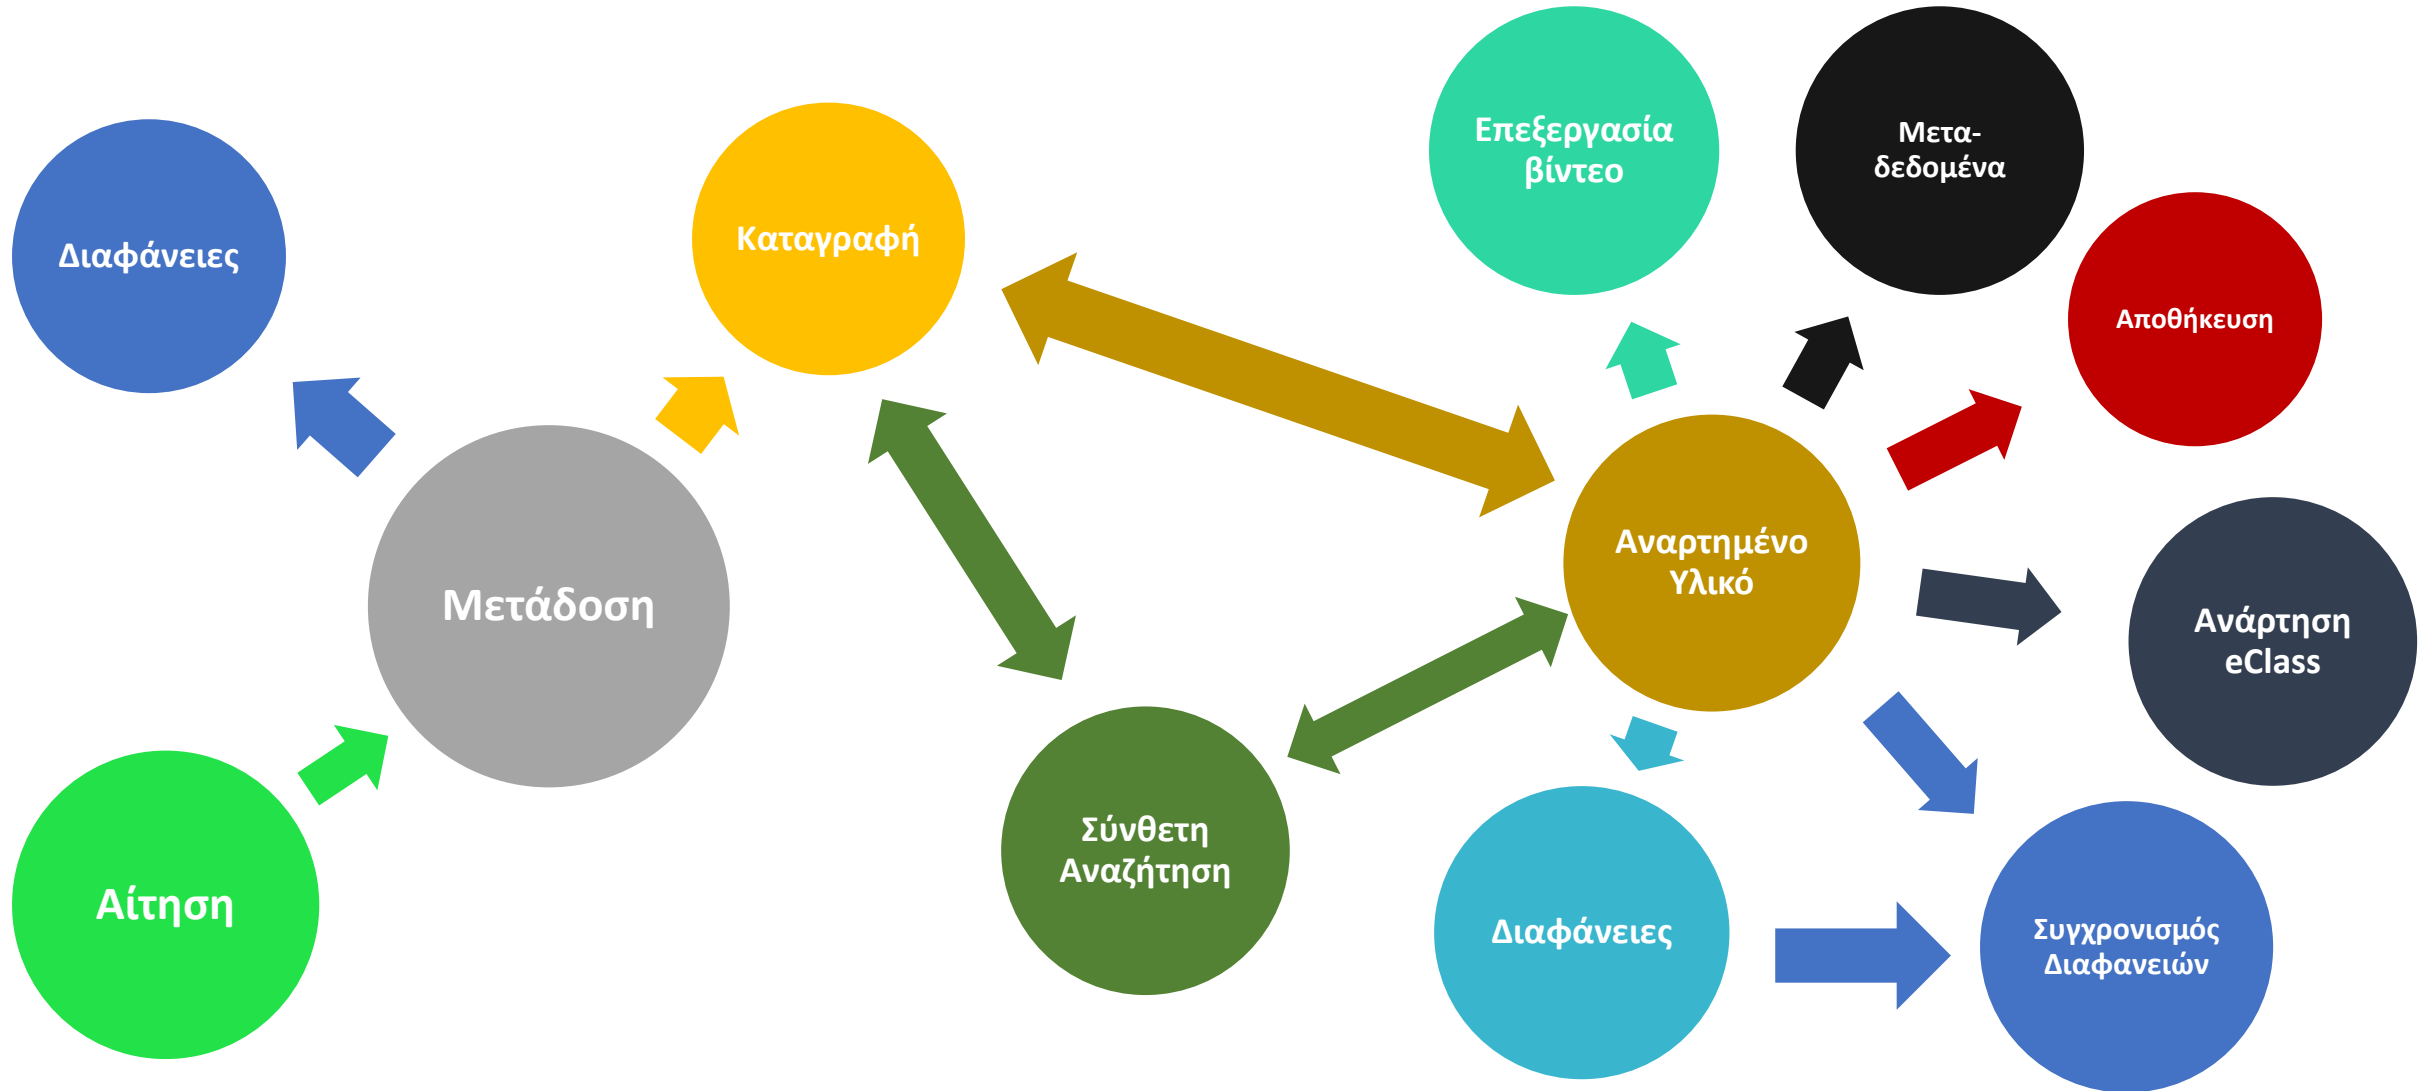 Διαφάνειες
Καταγραφή
Επεξεργασία
βίντεο
Μετα-
δεδομένα
Αποθήκευση
Μετάδοση
Αναρτημένο
Υλικό
Ανάρτηση
eClass
Αίτηση
Σύνθετη
Αναζήτηση
Διαφάνειες
Συγχρονισμός
Διαφανειών